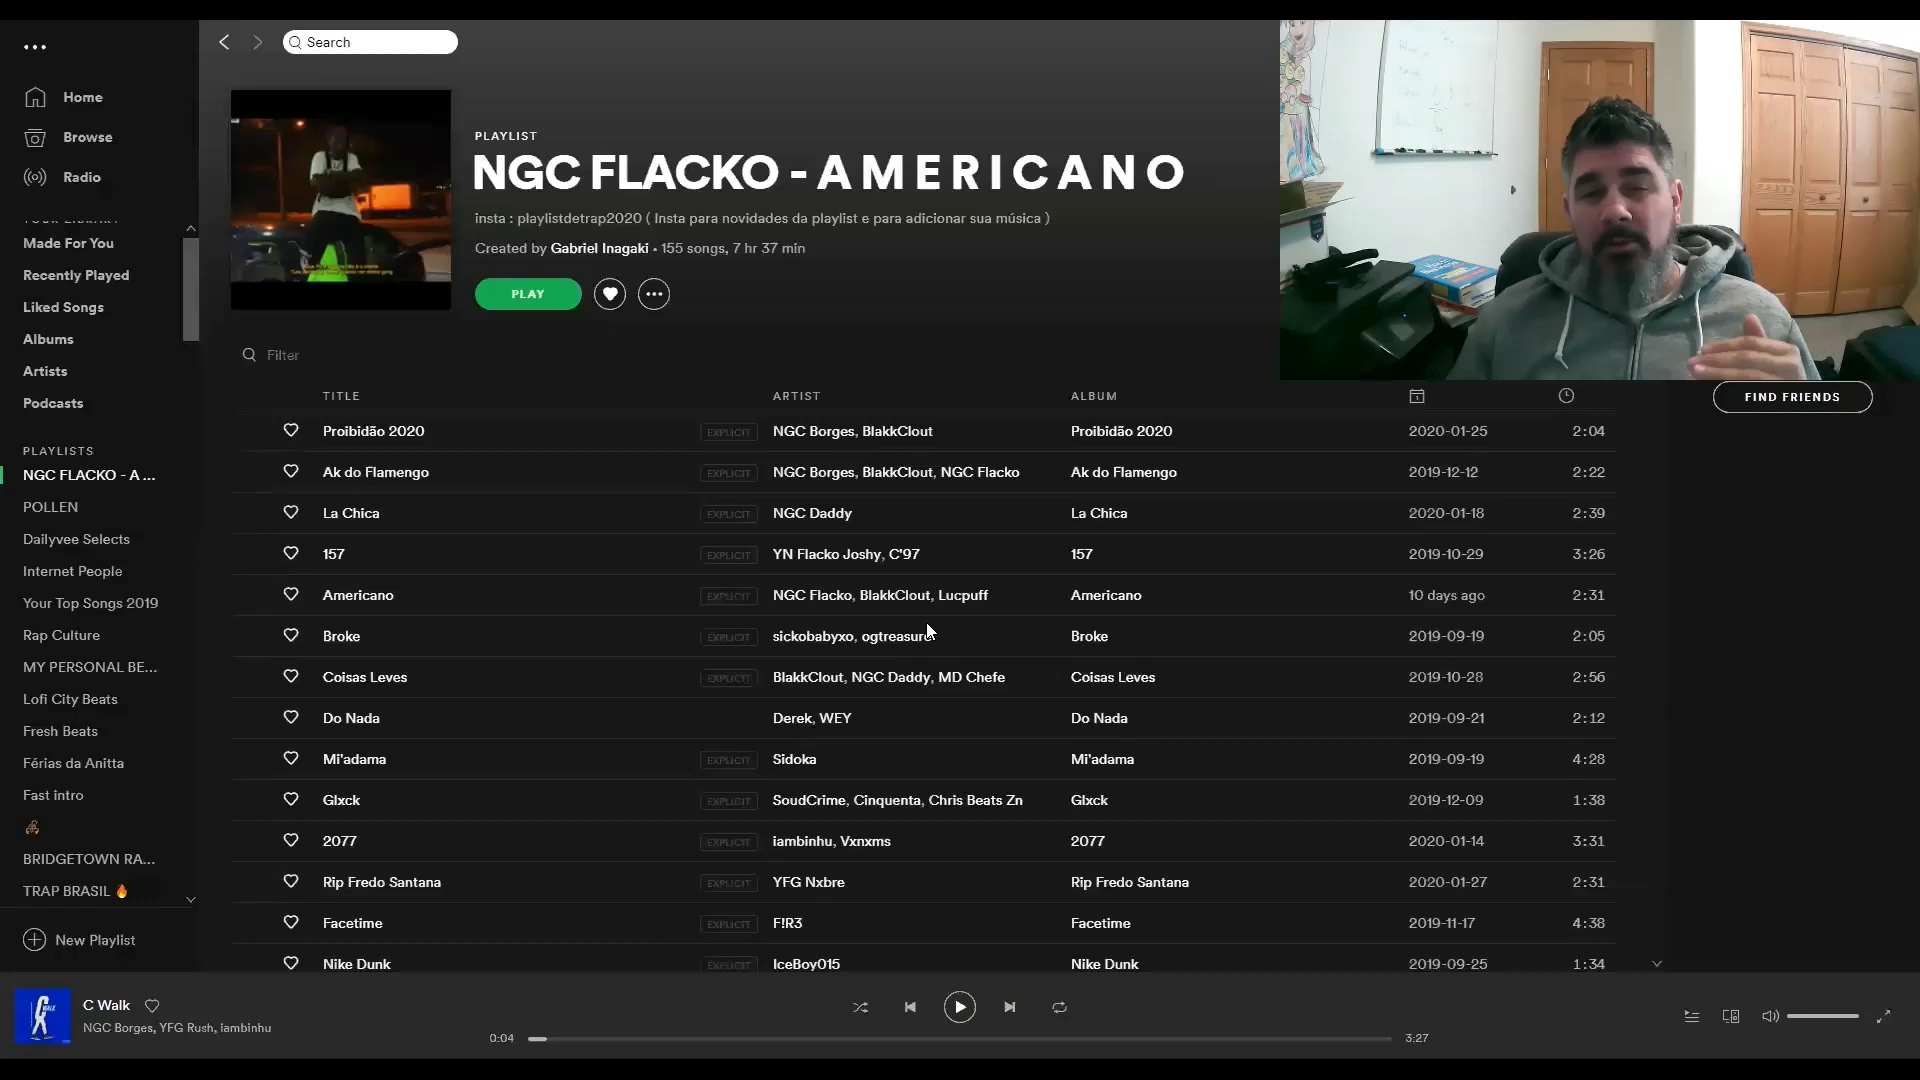 Search
Home
Browse
Radio
YOUR LIBRARY
Made For You
Recently Played
Liked Songs
Albums
Artists
Podcasts
PLAYLISTS
NGC FLACKO - A ...
POLLEN
Dailyvee Selects
Internet People
Your Top Songs 2019
Rap Culture
MY PERSONAL BE...
Lofi City Beats
Fresh Beats
Férias da Anitta
Fast intro
BRIDGETOWN RA...
TRAP BRASIL 🔥
New Playlist
PLAYLIST
NGC FLACKO - A M E R I C A N O
insta : playlistdetrap2020 ( Insta para novidades da playlist e para adicionar sua música )
Created by Gabriel Inagaki • 155 songs, 7 hr 37 min
PLAY
Filter
FIND FRIENDS
TITLE ARTIST ALBUM
Proibidão 2020 EXPLICIT NGC Borges, BlakkClout Proibidão 2020 2020-01-25 2:04
Ak do Flamengo EXPLICIT NGC Borges, BlakkClout, NGC Flacko Ak do Flamengo 2019-12-12 2:22
La Chica EXPLICIT NGC Daddy La Chica 2020-01-18 2:39
157 EXPLICIT YN Flacko Joshy, C'97 157 2019-10-29 3:26
Americano EXPLICIT NGC Flacko, BlakkClout, Lucpuff Americano 10 days ago 2:31
Broke EXPLICIT sickobabyxo, ogtreasure Broke 2019-09-19 2:05
Coisas Leves EXPLICIT BlakkClout, NGC Daddy, MD Chefe Coisas Leves 2019-10-28 2:56
Do Nada Derek, WEY Do Nada 2019-09-21 2:12
Mi'adama EXPLICIT Sidoka Mi'adama 2019-09-19 4:28
Glxck EXPLICIT SoudCrime, Cinquenta, Chris Beats Zn Glxck 2019-12-09 1:38
2077 EXPLICIT iambinhu, Vxnxms 2077 2020-01-14 3:31
Rip Fredo Santana EXPLICIT YFG Nxbre Rip Fredo Santana 2020-01-27 2:31
Facetime EXPLICIT F!R3 Facetime 2019-11-17 4:38
Nike Dunk EXPLICIT IceBoy015 Nike Dunk 2019-09-25 1:34
C Walk
NGC Borges, YFG Rush, iambinhu
0:04
3:27